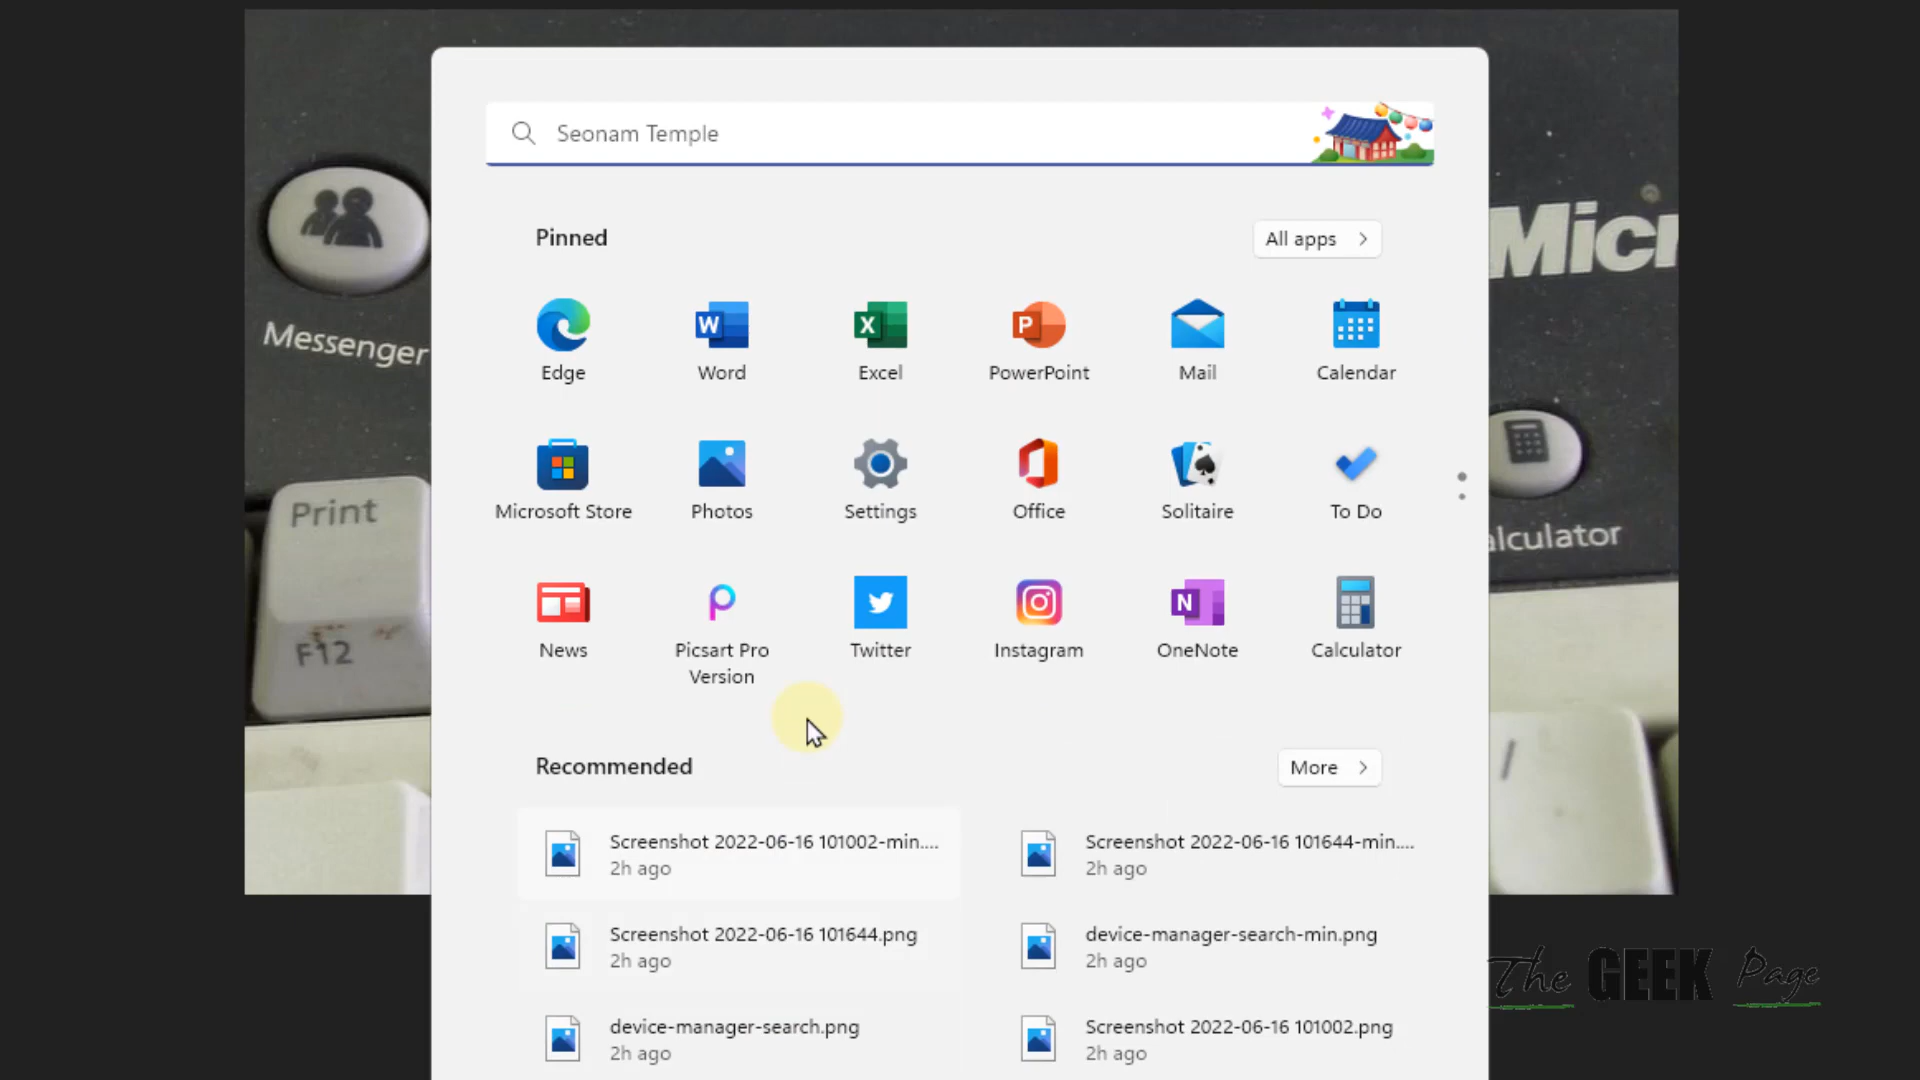 Seonam Temple
Pinned
All apps
Edge
Word
Excel
PowerPoint
Mail
Calendar
Microsoft Store
Photos
Settings
Office
Solitaire
To Do
News
Picsart Pro
Version
Twitter
Instagram
OneNote
Calculator
Recommended
More
Screenshot 2022-06-16 101002-min....
2h ago
Screenshot 2022-06-16 101644-min....
2h ago
Screenshot 2022-06-16 101644.png
2h ago
device-manager-search-min.png
2h ago
device-manager-search.png
2h ago
Screenshot 2022-06-16 101002.png
2h ago
Messenger
Print
F12
Micr
alculator
/
The GEEK Page